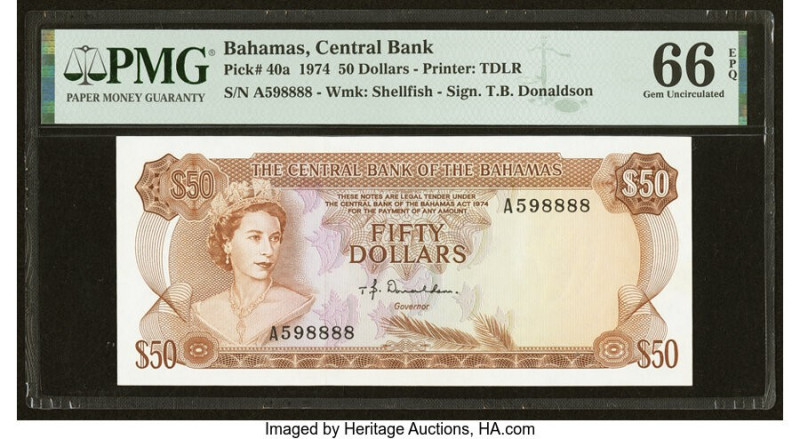 PMG®
PAPER MONEY GUARANTY
Bahamas, Central Bank
Pick# 40a 1974 50 Dollars - Printer: TDLR
S/N A598888 - Wmk: Shellfish - Sign. T.B. Donaldson
66 EPQ
Gem Uncirculated
THE CENTRAL BANK OF THE BAHAMAS
$50
$50
THESE NOTES ARE LEGAL TENDER UNDER
THE CENTRAL BANK OF THE BAHAMAS ACT 1974
FOR THE PAYMENT OF ANY AMOUNT
A598888
FIFTY
DOLLARS
T. B. Donaldson.
Governor
A598888
$50
$50
Imaged by Heritage Auctions, HA.com